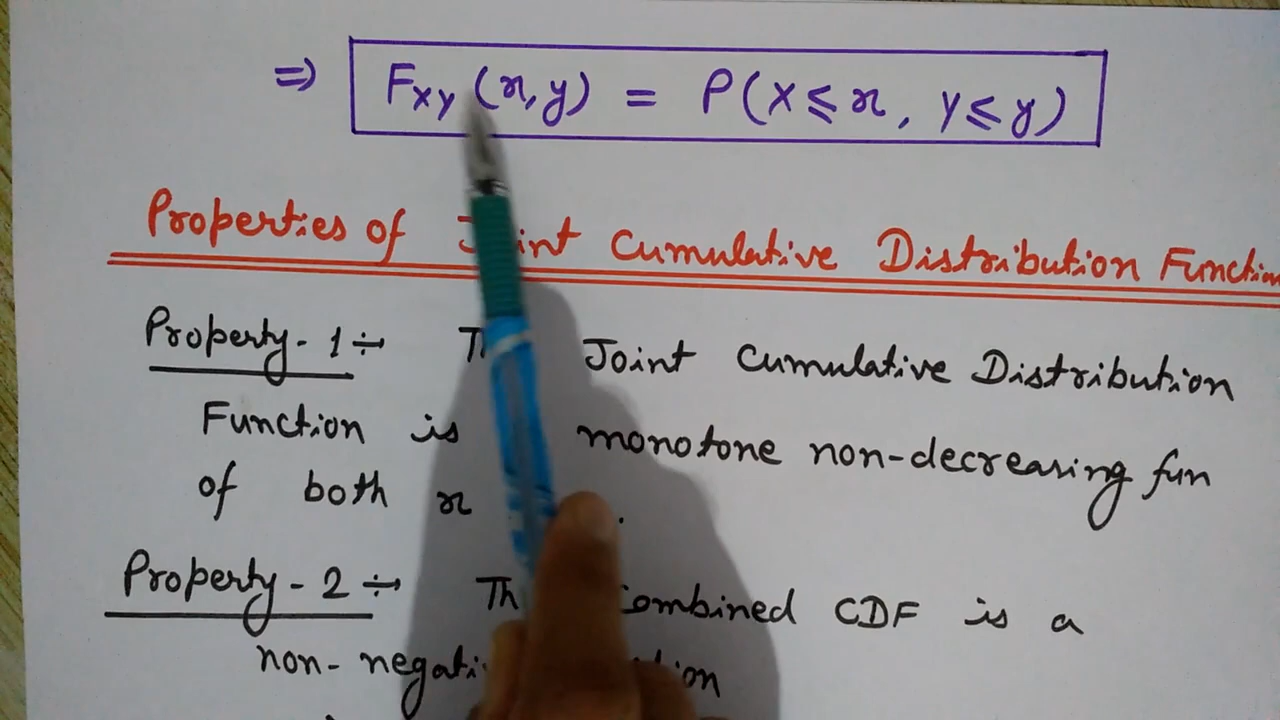 ⇒ Fxy (x,y) = P(X⩽x, Y⩽y)
Properties of Joint Cumulative Distribution Function
Property-1 ÷→ Joint Cumulative Distribution
Function is monotone non-decreasing fun
of both x
Property-2 ÷→ Combined CDF is a
non-